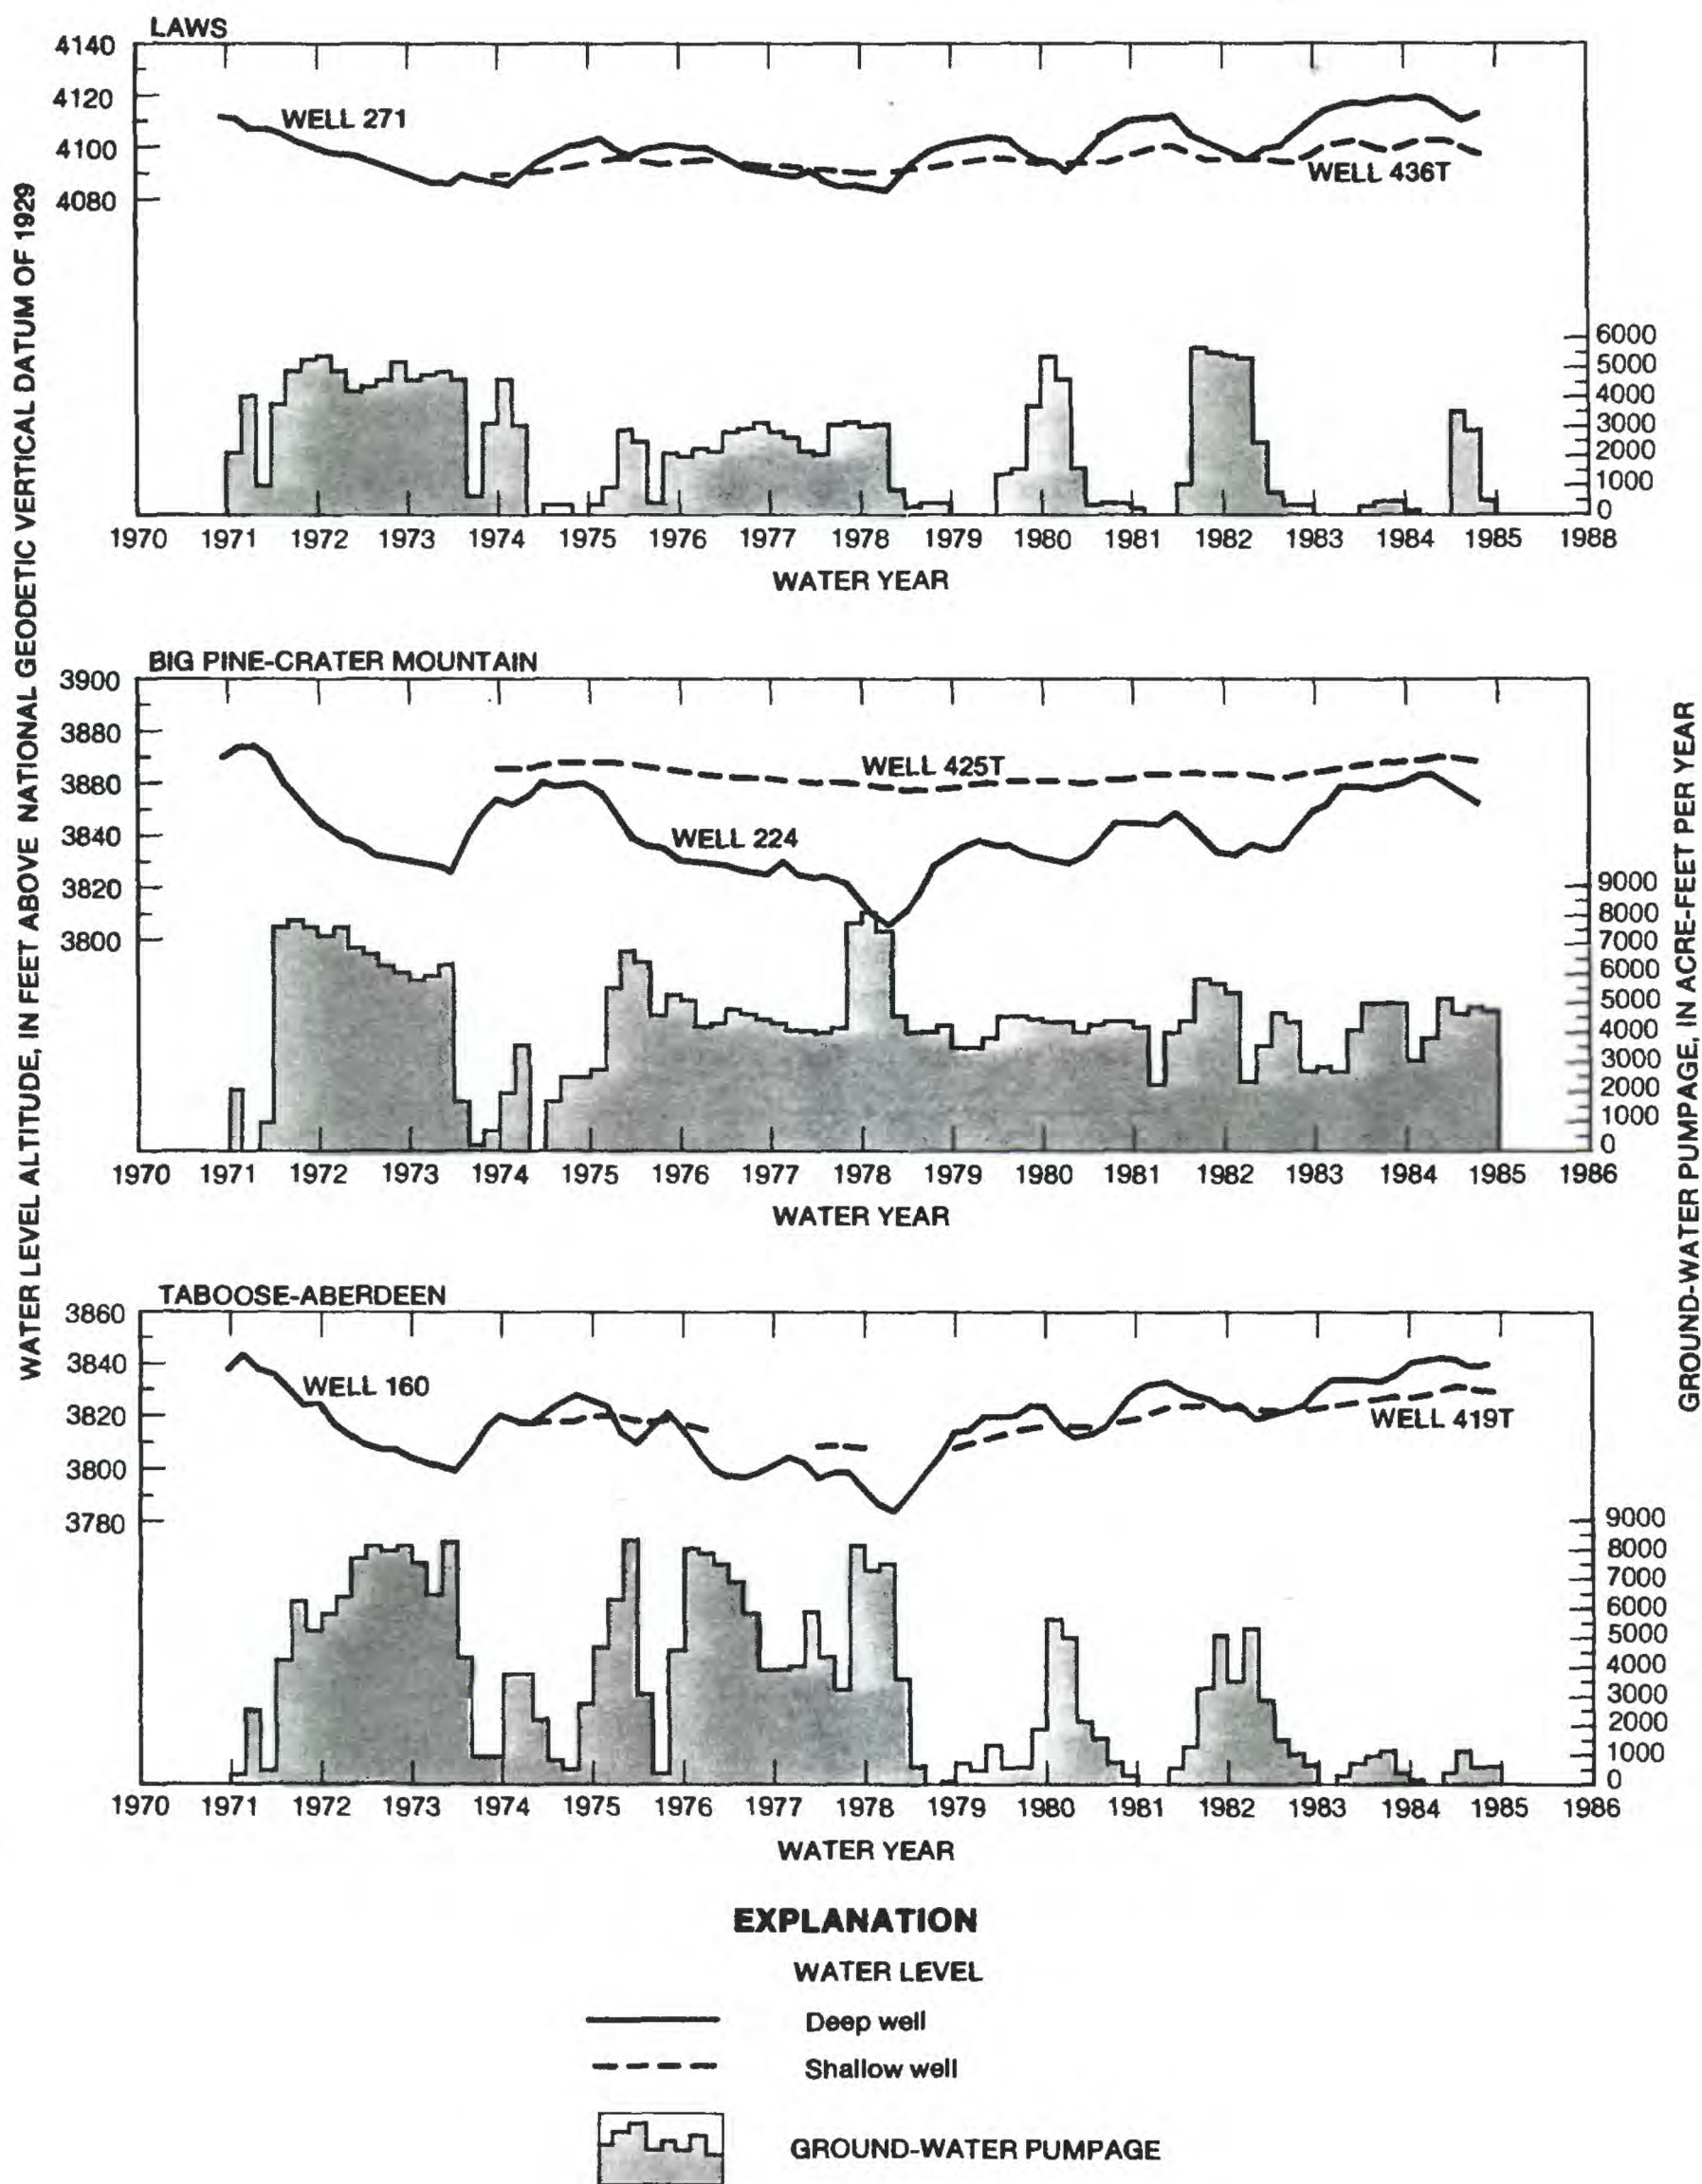 WATER LEVEL ALTITUDE, IN FEET ABOVE NATIONAL GEODETIC VERTICAL DATUM OF 1929
LAWS
4140
4120
4100
4080
WELL 271
WELL 436T
6000
5000
4000
3000
2000
1000
0
1970 1971 1972 1973 1974 1975 1976 1977 1978 1979 1980 1981 1982 1983 1984 1985 1988
WATER YEAR
BIG PINE-CRATER MOUNTAIN
3900
3880
3880
3840
3820
3800
WELL 425T
WELL 224
9000
8000
7000
6000
5000
4000
3000
2000
1000
0
1970 1971 1972 1973 1974 1975 1976 1977 1978 1979 1980 1981 1982 1983 1984 1985 1986
WATER YEAR
GROUND-WATER PUMPAGE, IN ACRE-FEET PER YEAR
TABOOSE-ABERDEEN
3860
3840
3820
3800
3780
WELL 160
WELL 419T
9000
8000
7000
6000
5000
4000
3000
2000
1000
0
1970 1971 1972 1973 1974 1975 1976 1977 1978 1979 1980 1981 1982 1983 1984 1985 1986
WATER YEAR
EXPLANATION
WATER LEVEL
Deep well
Shallow well
GROUND-WATER PUMPAGE